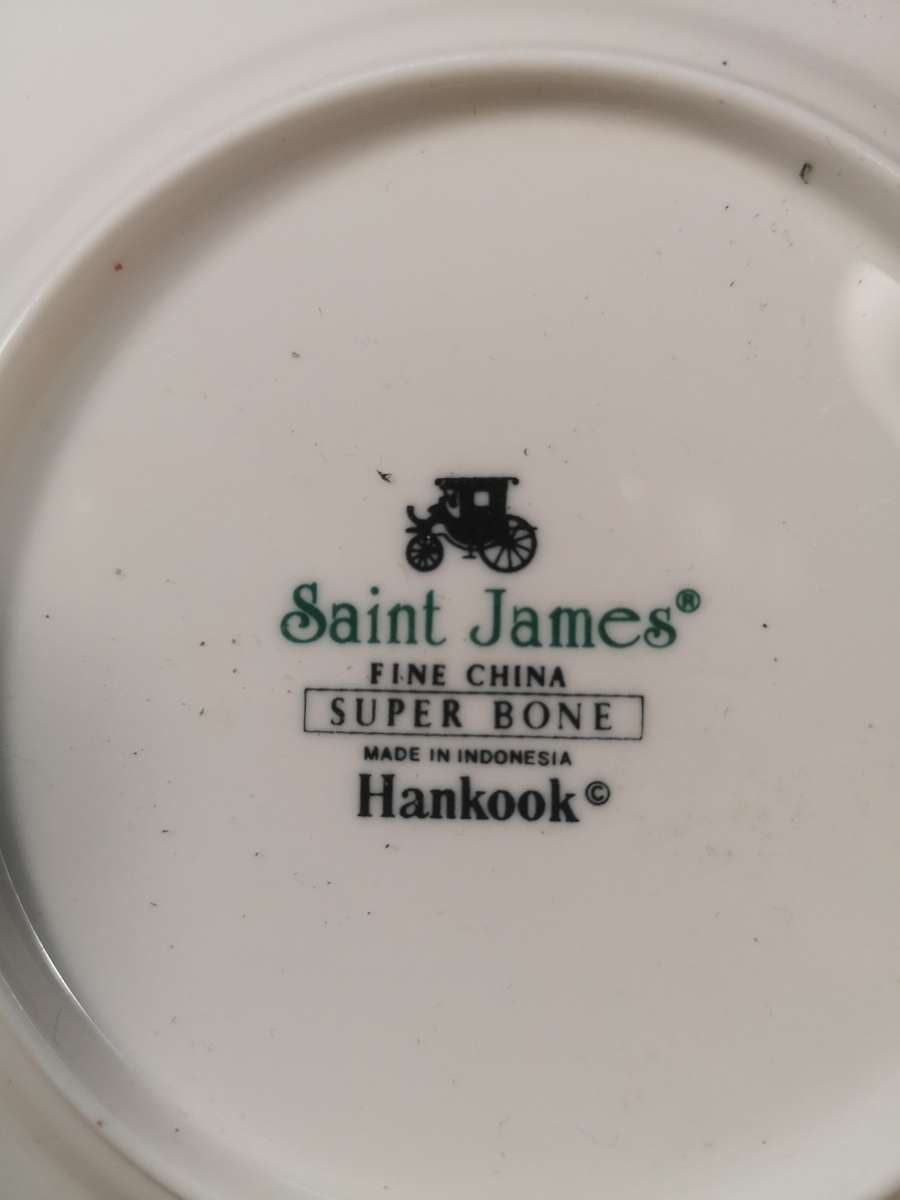 Saint James®
FINE CHINA
SUPER BONE
MADE IN INDONESIA
Hankook©